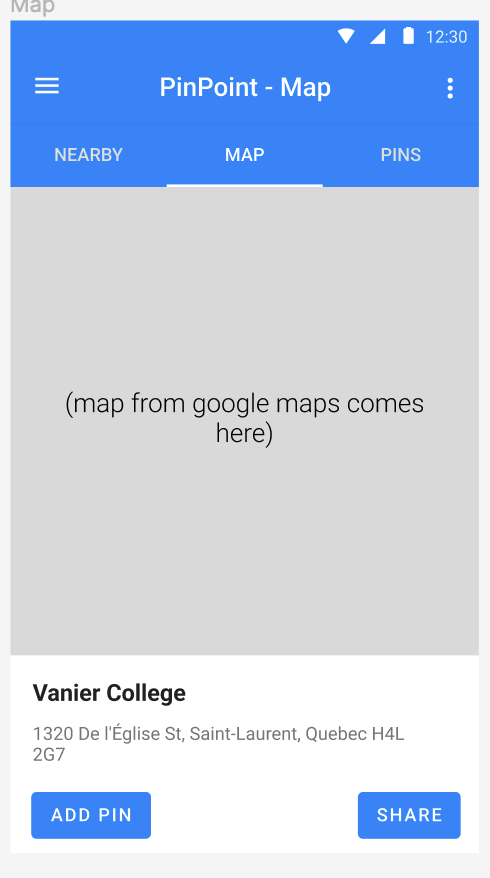 Map
12:30
PinPoint - Map
NEARBY
MAP
PINS
(map from google maps comes
here)
Vanier College
1320 De l'Église St, Saint-Laurent, Quebec H4L
2G7
ADD PIN
SHARE